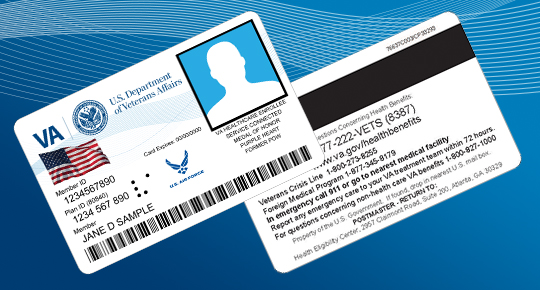 VA
U.S. Department
of Veterans Affairs
VA HEALTHCARE ENROLLEE
SERVICE CONNECTED
MEDAL OF HONOR
PURPLE HEART
FORMER POW
Card Expires: 00/00/0000
Member ID
1234567890
Plan ID (80840)
1234 567 890
Member
JANE D SAMPLE
U.S. AIR FORCE
Questions Concerning Health Benefits:
77-222-VETS (8387)
www.va.gov/healthbenefits
Veterans Crisis Line 1-800-273-8255
Foreign Medical Program 1-877-345-8179
In emergency call 911 or go to nearest medical facility
Report any emergency care to your VA treatment team within 72 hours.
For questions concerning non-health care VA benefits 1-800-827-1000
Property of the U.S. Government. If found, drop in nearest U.S. mail box.
POSTMASTER - RETURN TO:
Health Eligibility Center, 2957 Clairmont Road, Suite 200, Atlanta, GA 30329